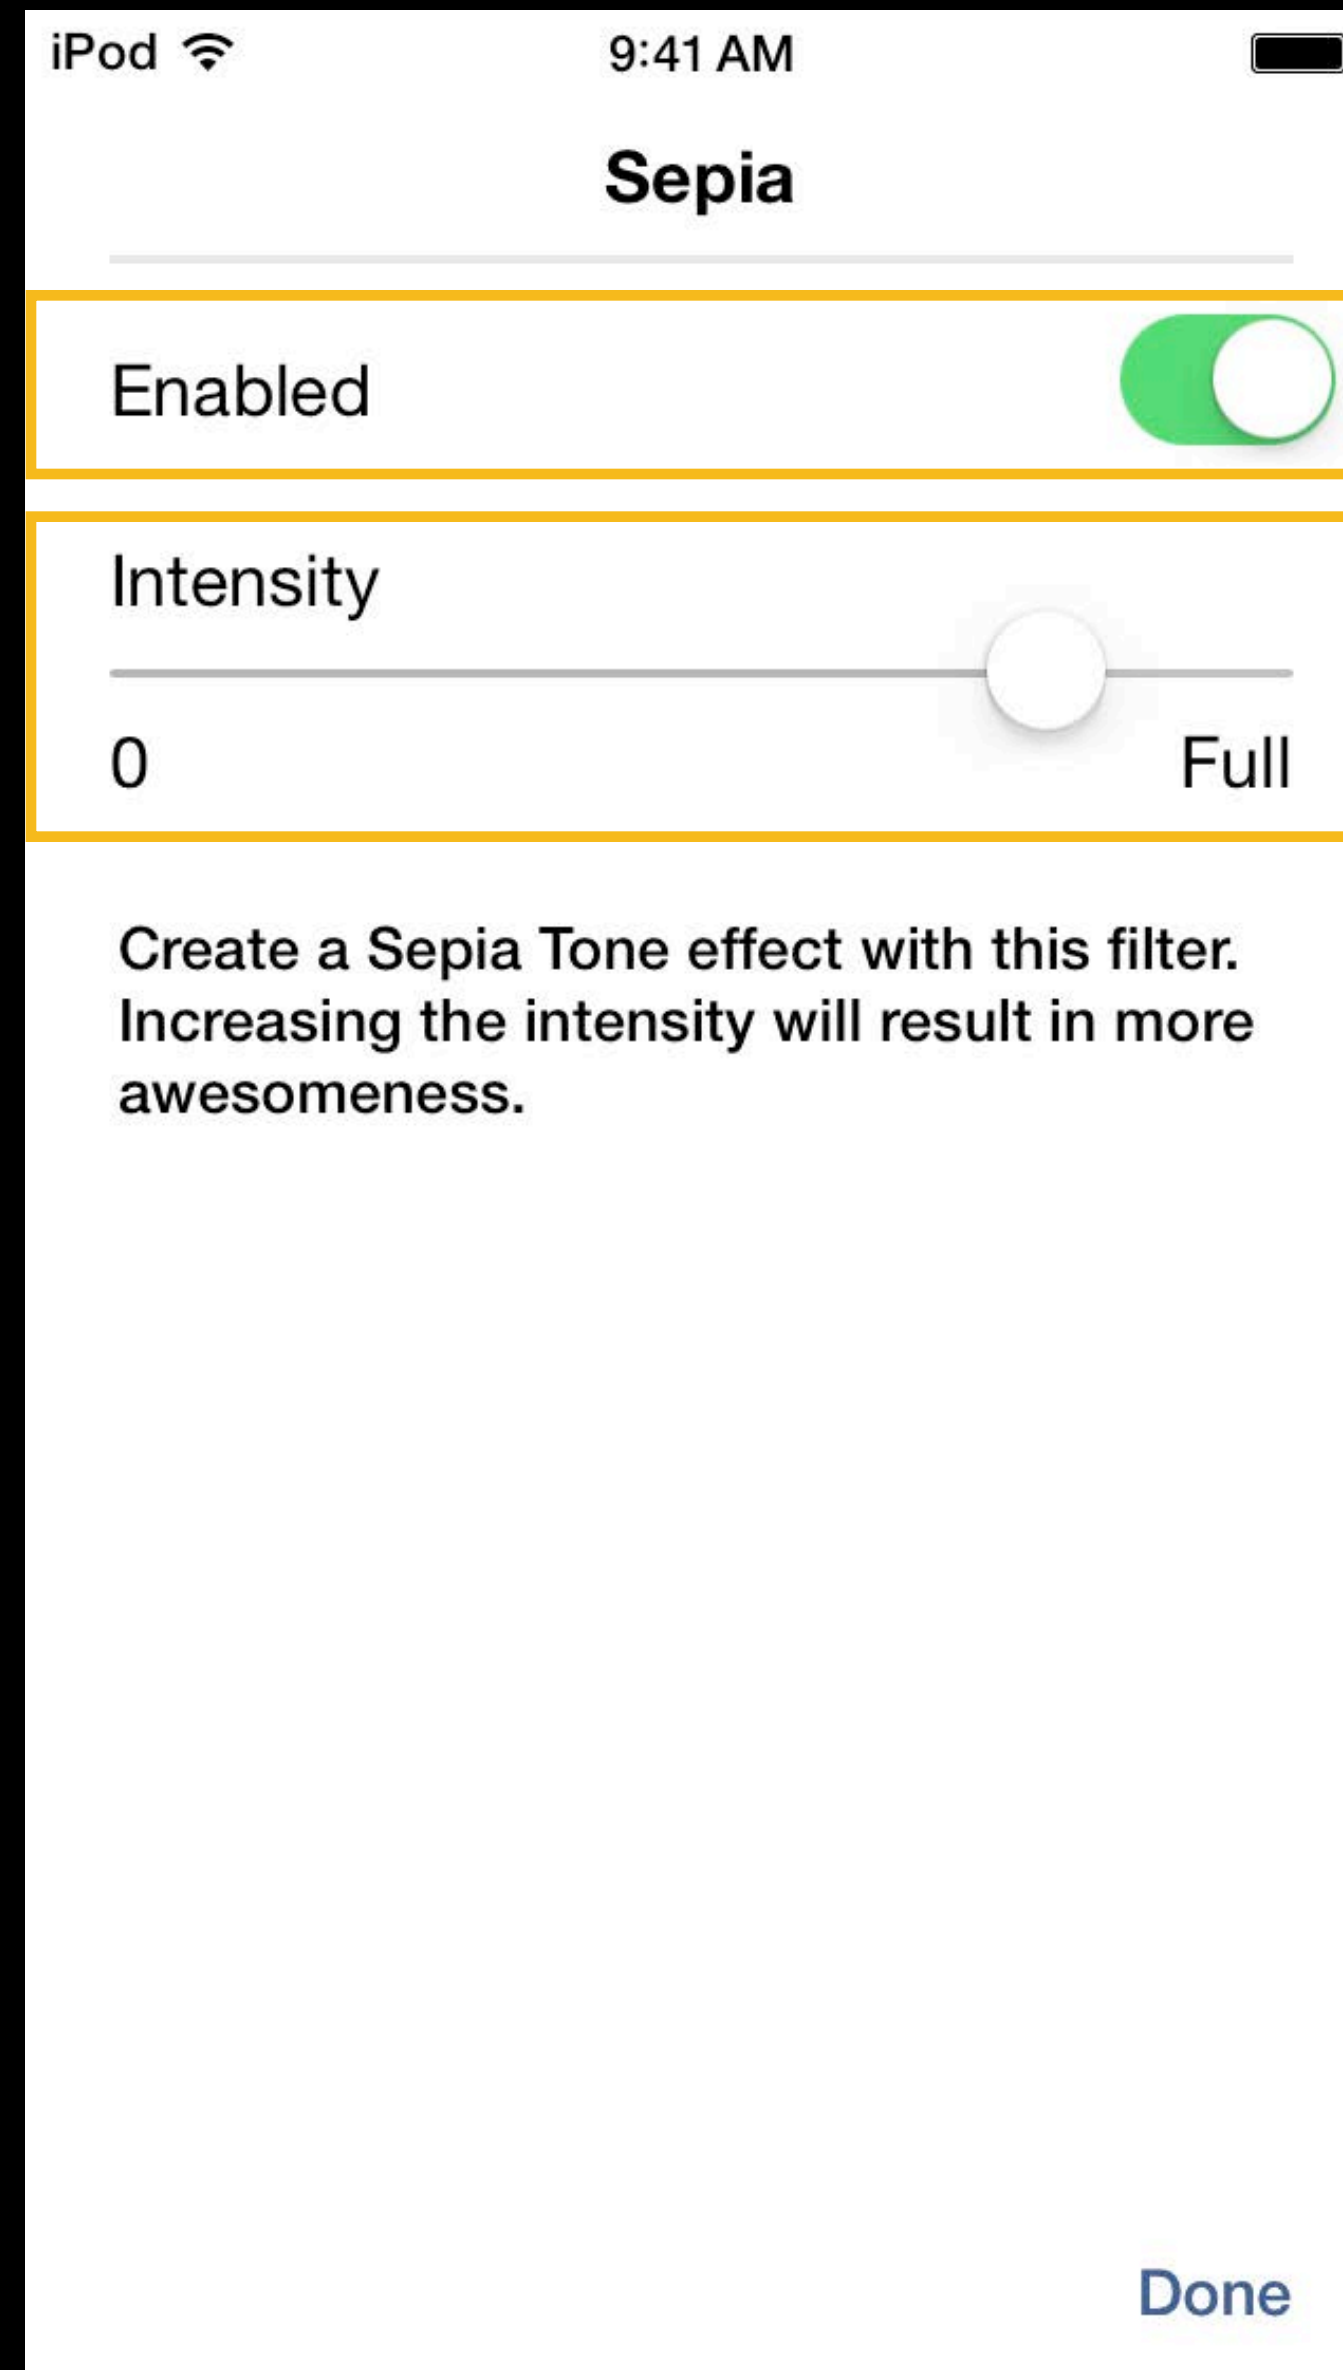 iPod 9:41 AM
Sepia
Enabled
Intensity
0 Full
Create a Sepia Tone effect with this filter.
Increasing the intensity will result in more
awesomeness.
Done